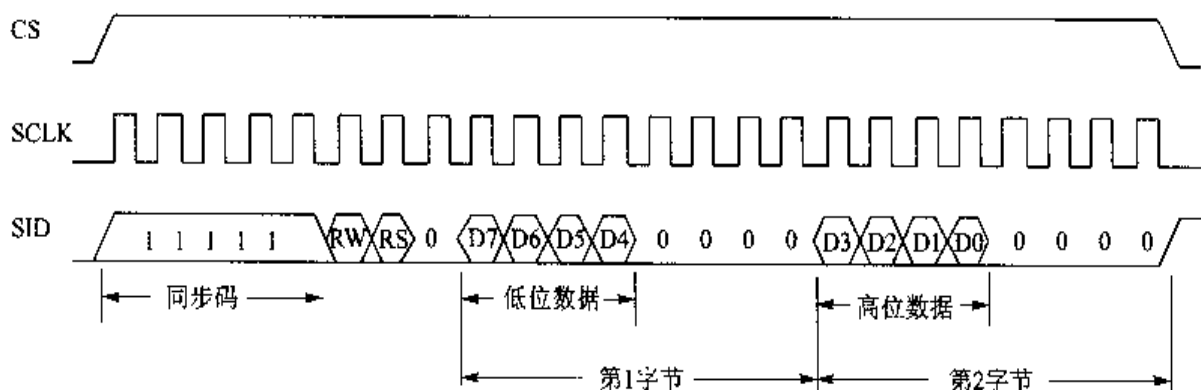 CS
SCLK
SID 1 1 1 1 1 RW RS 0 D7 D6 D5 D4 0 0 0 0 D3 D2 D1 D0 0 0 0 0
同步码 低位数据 高位数据
第1字节 第2字节